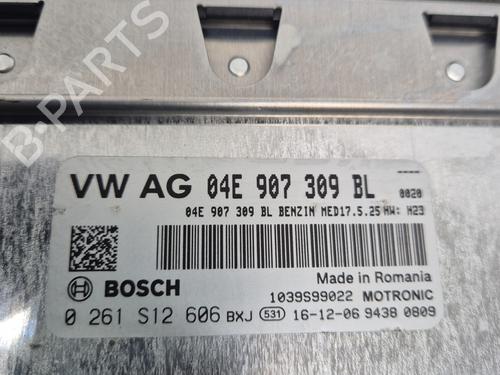 B-PARTS
VW AG 04E 907 309 BL ---- 0020
04E 907 309 BL BENZIN MED17.5.25 HW: H23
Made in Romania
BOSCH 1039S99022 MOTRONIC
0 261 S12 606 BXJ 531 16-12-06 9438 0809